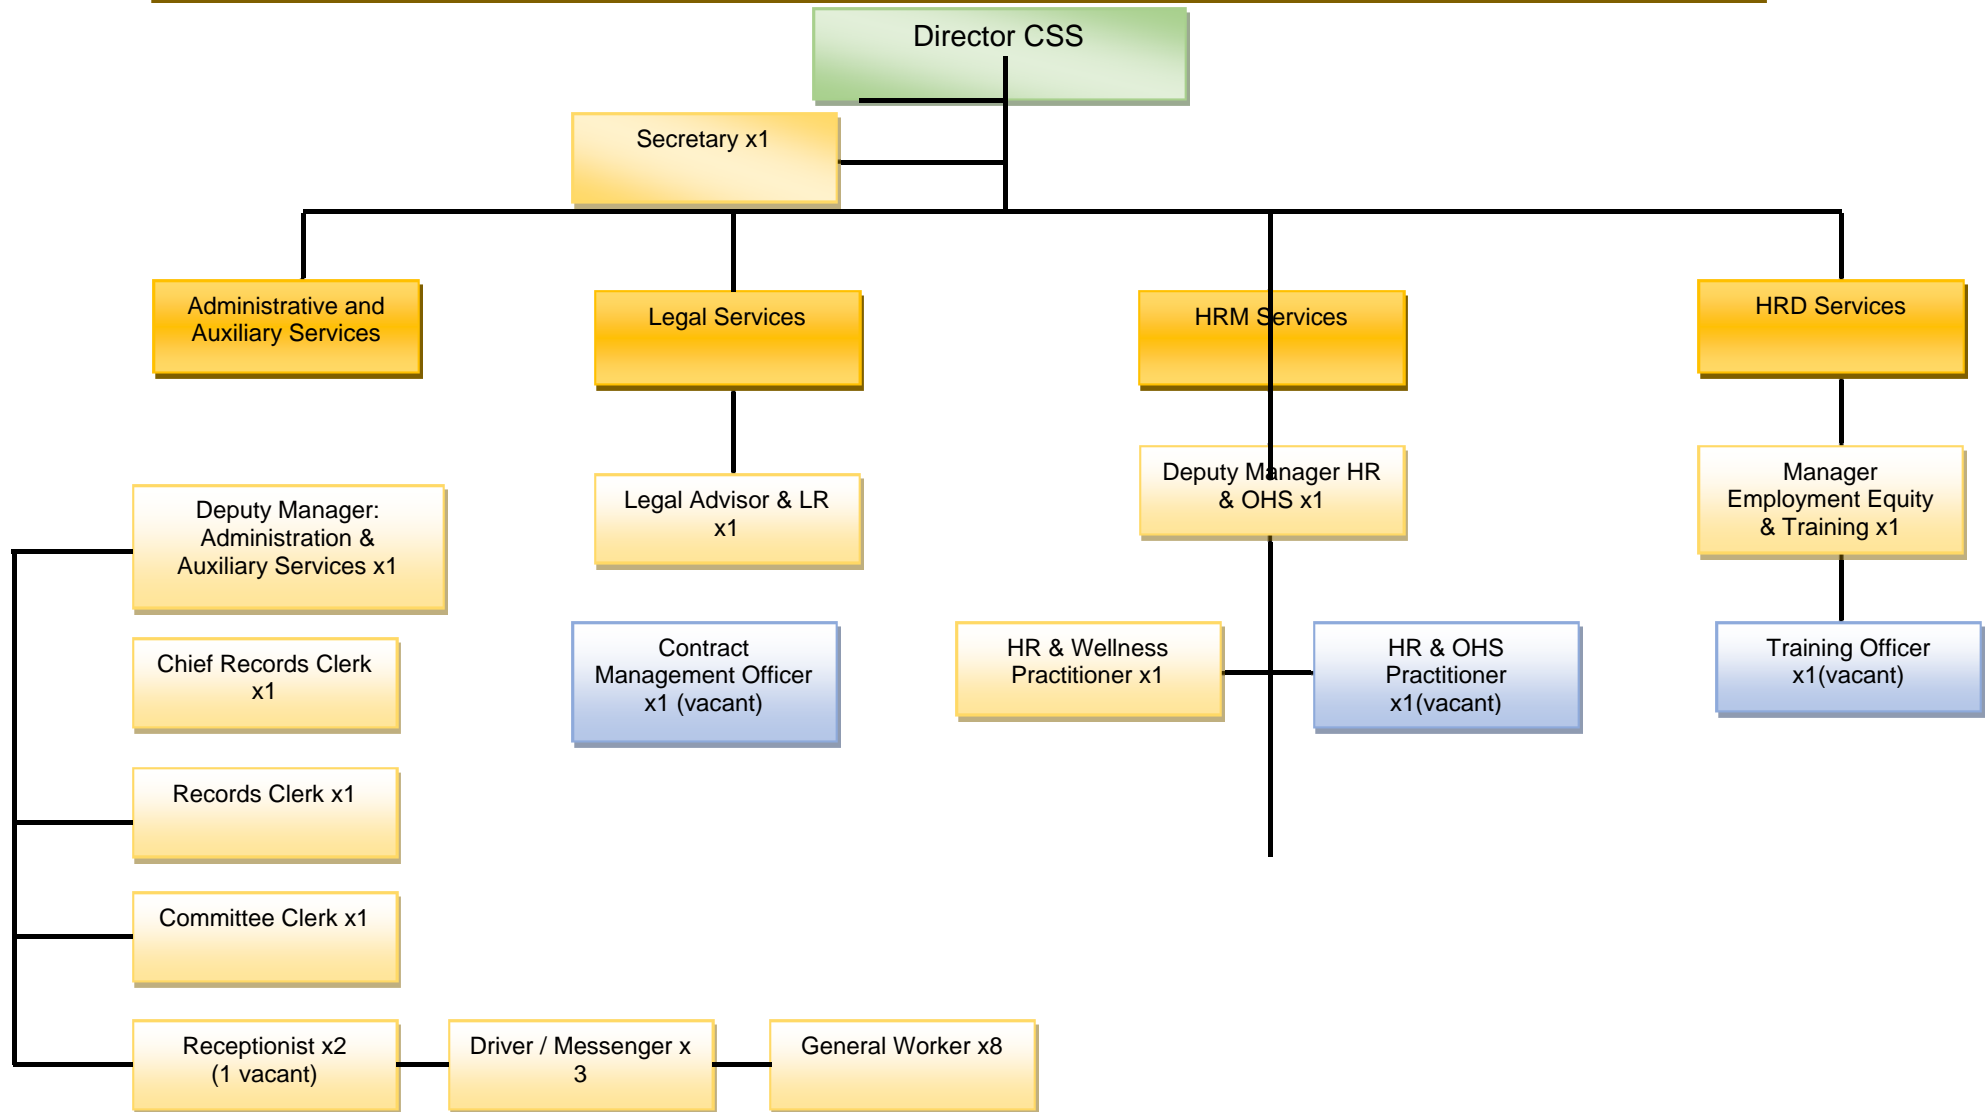 Director CSS
Secretary x1
Administrative and
Auxiliary Services
Legal Services
HRM Services
HRD Services
Deputy Manager:
Administration &
Auxiliary Services x1
Legal Advisor & LR
x1
Deputy Manager HR
& OHS x1
Manager
Employment Equity
& Training x1
Chief Records Clerk
x1
Contract
Management Officer
x1 (vacant)
HR & Wellness
Practitioner x1
HR & OHS
Practitioner
x1(vacant)
Training Officer
x1(vacant)
Records Clerk x1
Committee Clerk x1
Receptionist x2
(1 vacant)
Driver / Messenger x
3
General Worker x8